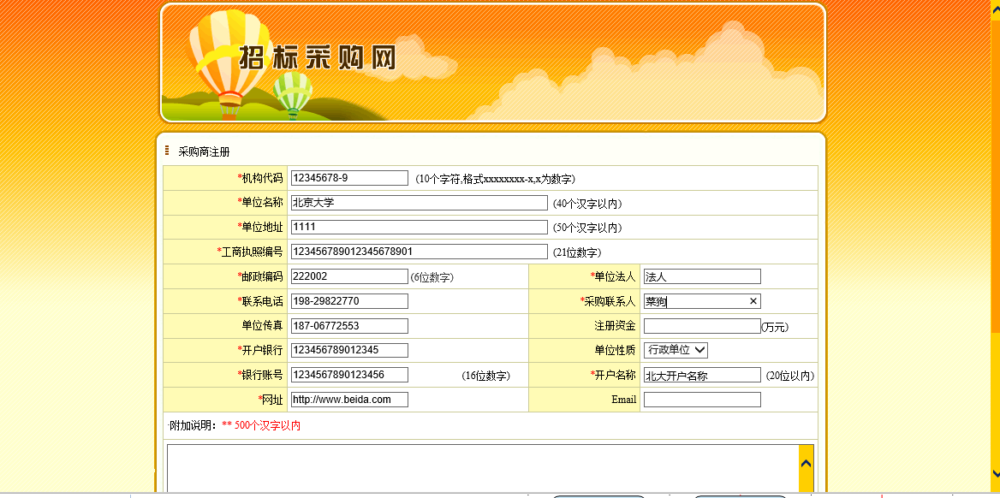 招标采购网
采购商注册
*机构代码 12345678-9 (10个字符,格式xxxxxxxx-x,x为数字)
*单位名称 北京大学 (40个汉字以内)
*单位地址 1111 (50个汉字以内)
*工商执照编号 123456789012345678901 (21位数字)
*邮政编码 222002 (6位数字) *单位法人 法人
*联系电话 198-29822770 *采购联系人 菜狗
单位传真 187-06772553 注册资金 (万元)
*开户银行 123456789012345 单位性质 行政单位
*银行账号 1234567890123456 (16位数字) *开户名称 北大开户名称 (20位以内)
*网址 http://www.beida.com Email
附加说明：** 500个汉字以内